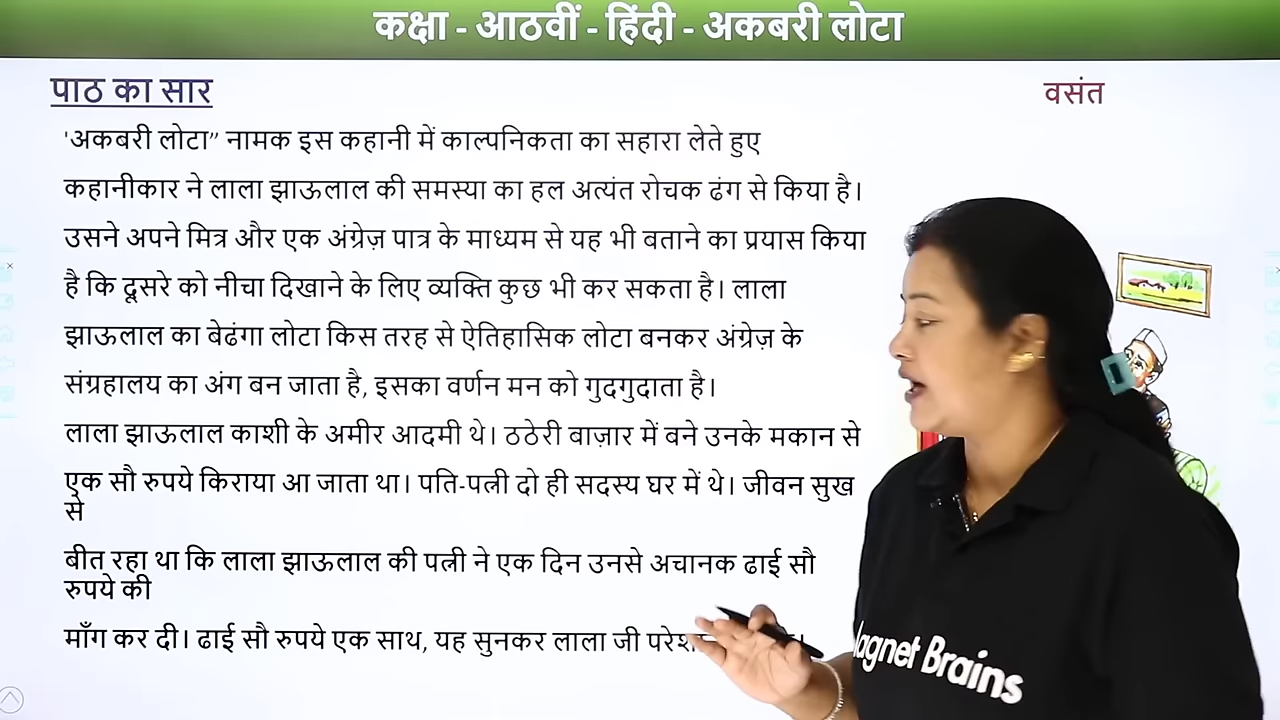 कक्षा - आठवीं - हिंदी - अकबरी लोटा
पाठ का सार
वसंत
'अकबरी लोटा” नामक इस कहानी में काल्पनिकता का सहारा लेते हुए
कहानीकार ने लाला झाऊलाल की समस्या का हल अत्यंत रोचक ढंग से किया है।
उसने अपने मित्र और एक अंग्रेज़ पात्र के माध्यम से यह भी बताने का प्रयास किया
है कि दूसरे को नीचा दिखाने के लिए व्यक्ति कुछ भी कर सकता है। लाला
झाऊलाल का बेढंगा लोटा किस तरह से ऐतिहासिक लोटा बनकर अंग्रेज़ के
संग्रहालय का अंग बन जाता है, इसका वर्णन मन को गुदगुदाता है।
लाला झाऊलाल काशी के अमीर आदमी थे। ठठेरी बाज़ार में बने उनके मकान से
एक सौ रुपये किराया आ जाता था। पति-पत्नी दो ही सदस्य घर में थे। जीवन सुख
से
बीत रहा था कि लाला झाऊलाल की पत्नी ने एक दिन उनसे अचानक ढाई सौ
रुपये की
माँग कर दी। ढाई सौ रुपये एक साथ, यह सुनकर लाला जी
Magnet Brains